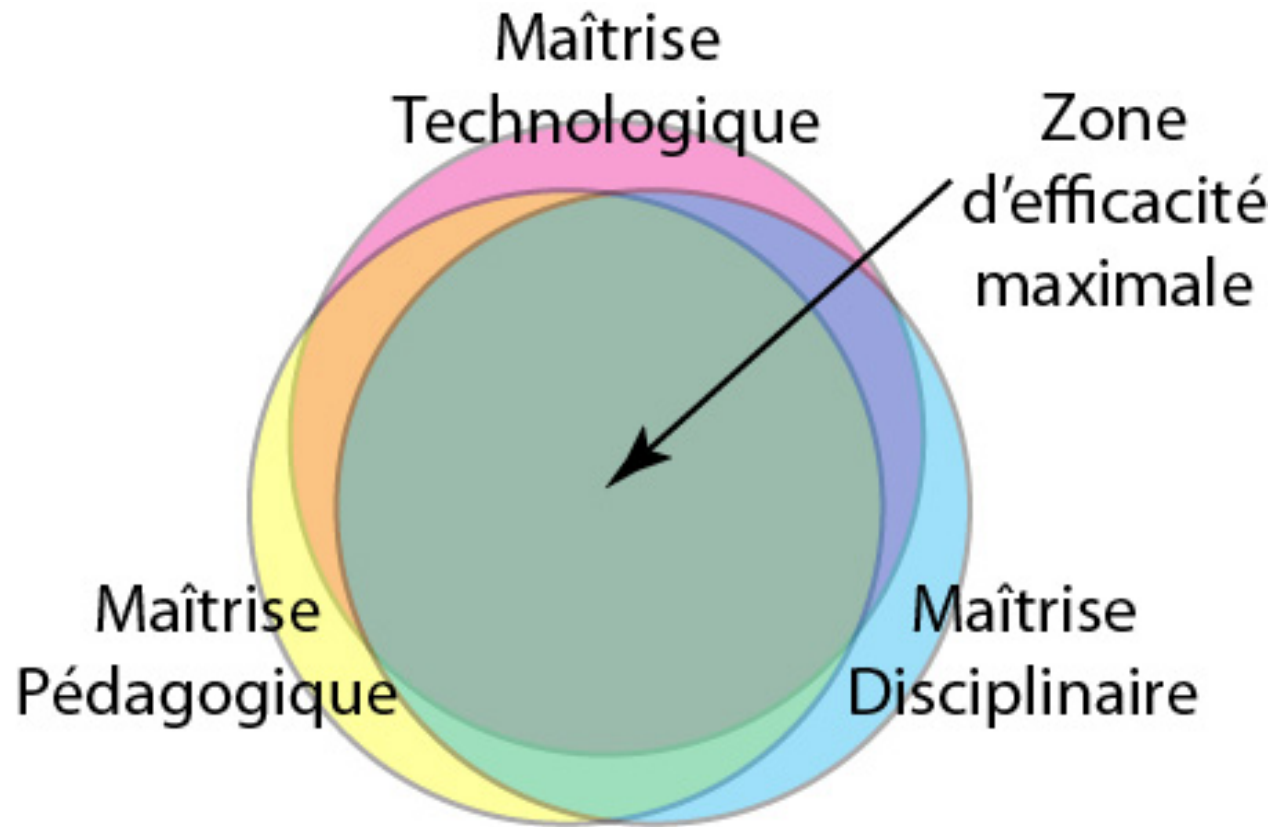 Maîtrise
Technologique
Zone
d'efficacité
maximale
Maîtrise
Pédagogique
Maîtrise
Disciplinaire